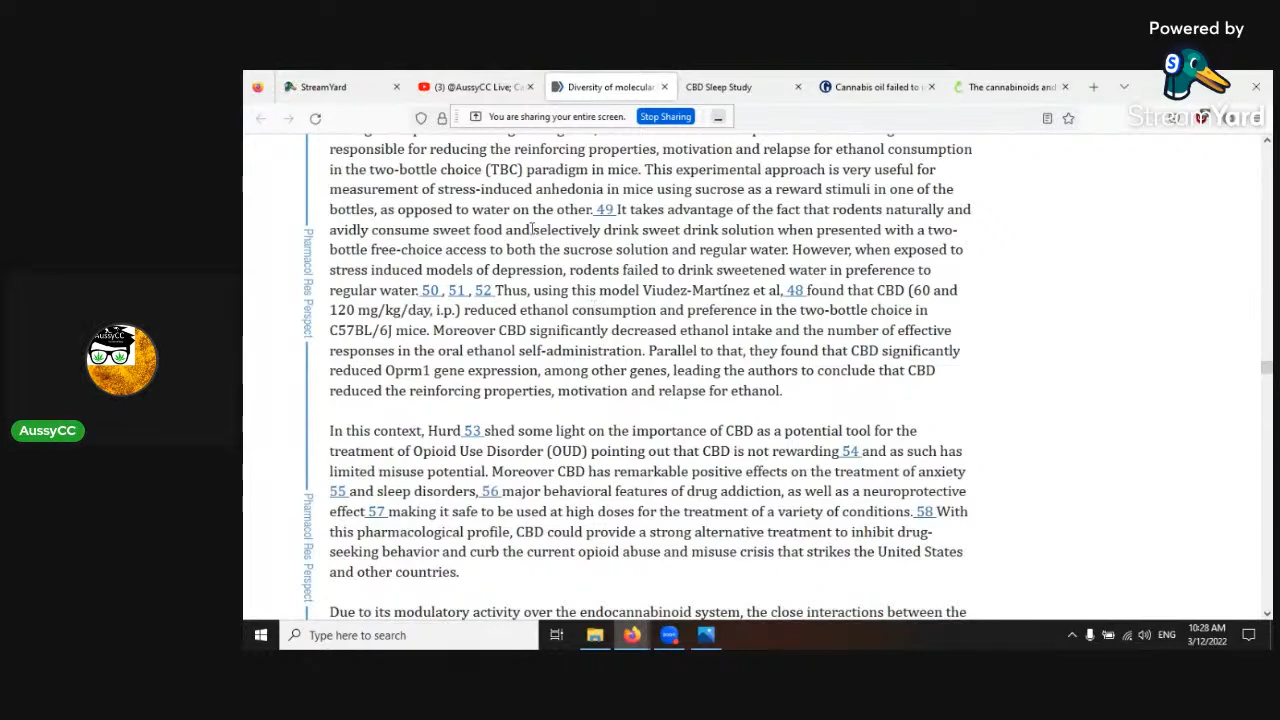 Powered by
StreamYard
StreamYard
(3) @AussyCC Live; Ca
Diversity of molecular
CBD Sleep Study
Cannabis oil failed to i
The cannabinoids and
You are sharing your entire screen.
Stop Sharing
responsible for reducing the reinforcing properties, motivation and relapse for ethanol consumption
in the two-bottle choice (TBC) paradigm in mice. This experimental approach is very useful for
measurement of stress-induced anhedonia in mice using sucrose as a reward stimuli in one of the
bottles, as opposed to water on the other. 49 It takes advantage of the fact that rodents naturally and
avidly consume sweet food and selectively drink sweet drink solution when presented with a two-
bottle free-choice access to both the sucrose solution and regular water. However, when exposed to
stress induced models of depression, rodents failed to drink sweetened water in preference to
regular water. 50 , 51 , 52 Thus, using this model Viudez-Martínez et al, 48 found that CBD (60 and
120 mg/kg/day, i.p.) reduced ethanol consumption and preference in the two-bottle choice in
C57BL/6J mice. Moreover CBD significantly decreased ethanol intake and the number of effective
responses in the oral ethanol self-administration. Parallel to that, they found that CBD significantly
reduced Oprm1 gene expression, among other genes, leading the authors to conclude that CBD
reduced the reinforcing properties, motivation and relapse for ethanol.
In this context, Hurd 53 shed some light on the importance of CBD as a potential tool for the
treatment of Opioid Use Disorder (OUD) pointing out that CBD is not rewarding 54 and as such has
limited misuse potential. Moreover CBD has remarkable positive effects on the treatment of anxiety
55 and sleep disorders, 56 major behavioral features of drug addiction, as well as a neuroprotective
effect 57 making it safe to be used at high doses for the treatment of a variety of conditions. 58 With
this pharmacological profile, CBD could provide a strong alternative treatment to inhibit drug-
seeking behavior and curb the current opioid abuse and misuse crisis that strikes the United States
and other countries.
Due to its modulatory activity over the endocannabinoid system, the close interactions between the
Pharmacol Res Perspect
Pharmacol Res Perspect
AussyCC
AussyCC
Type here to search
ENG
10:28 AM
3/12/2022